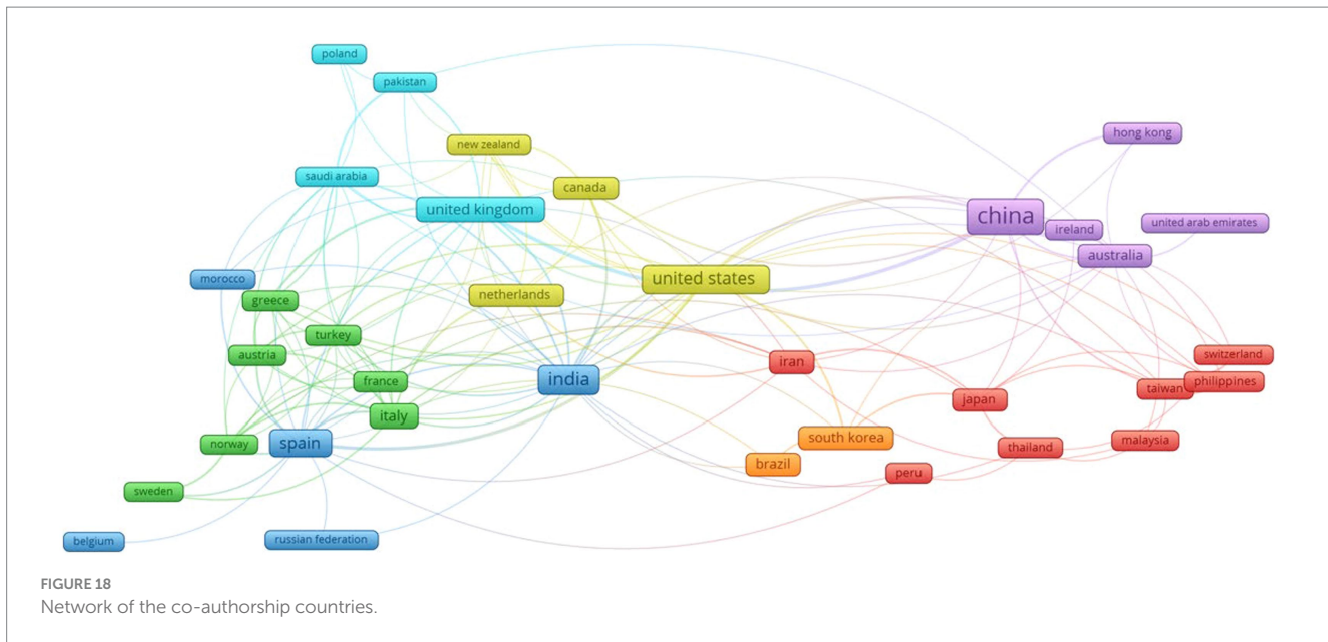 poland
pakistan
hong kong
new zealand
saudi arabia
canada
united kingdom
china
ireland
united arab emirates
australia
morocco
united states
greece
netherlands
turkey
austria
iran
switzerland
france
india
philippines
taiwan
japan
italy
spain
norway
south korea
malaysia
thailand
brazil
peru
sweden
belgium
russian federation
FIGURE 18
Network of the co-authorship countries.